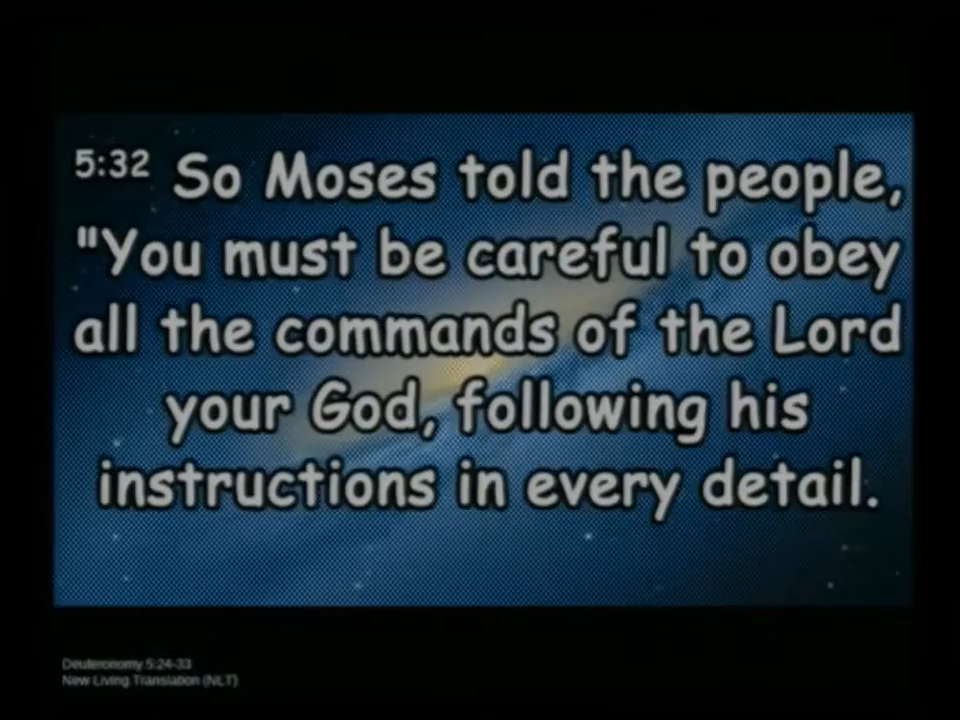 5:32 So Moses told the people,
"You must be careful to obey
all the commands of the Lord
your God, following his
instructions in every detail.
Deuteronomy 5:24-33
New Living Translation (NLT)